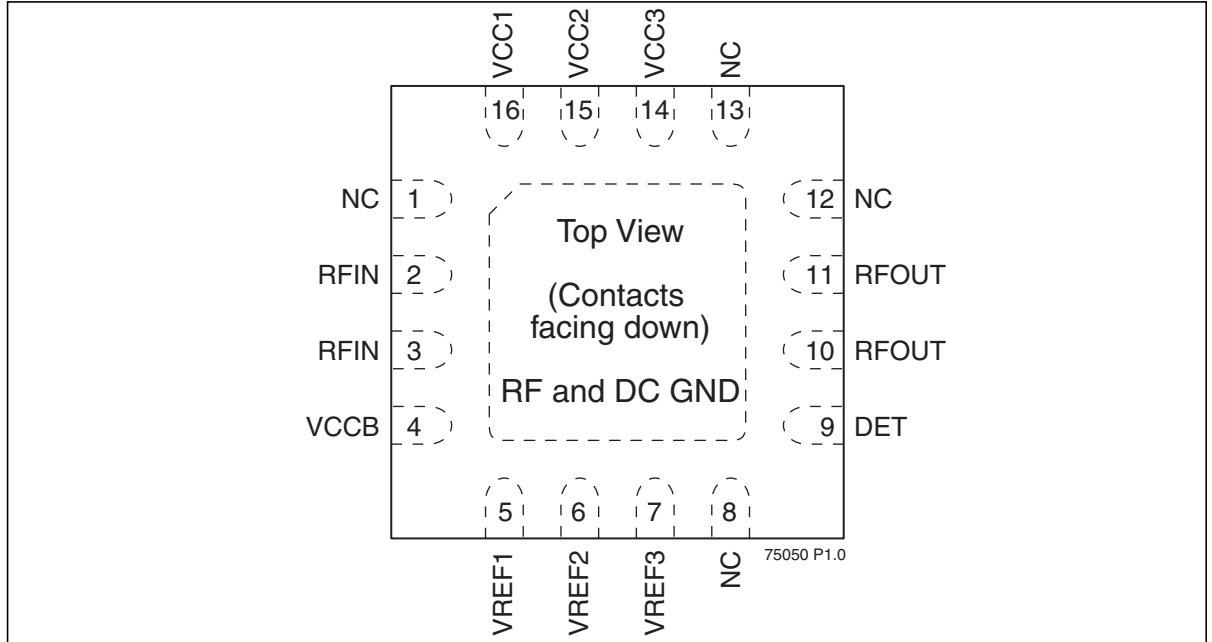 VCC1
VCC2
VCC3
NC
16
15
14
13
NC 1
12 NC
RFIN 2
11 RFOUT
RFIN 3
10 RFOUT
VCCB 4
9 DET
Top View
(Contacts
facing down)
RF and DC GND
5
6
7
8
VREF1
VREF2
VREF3
NC
75050 P1.0